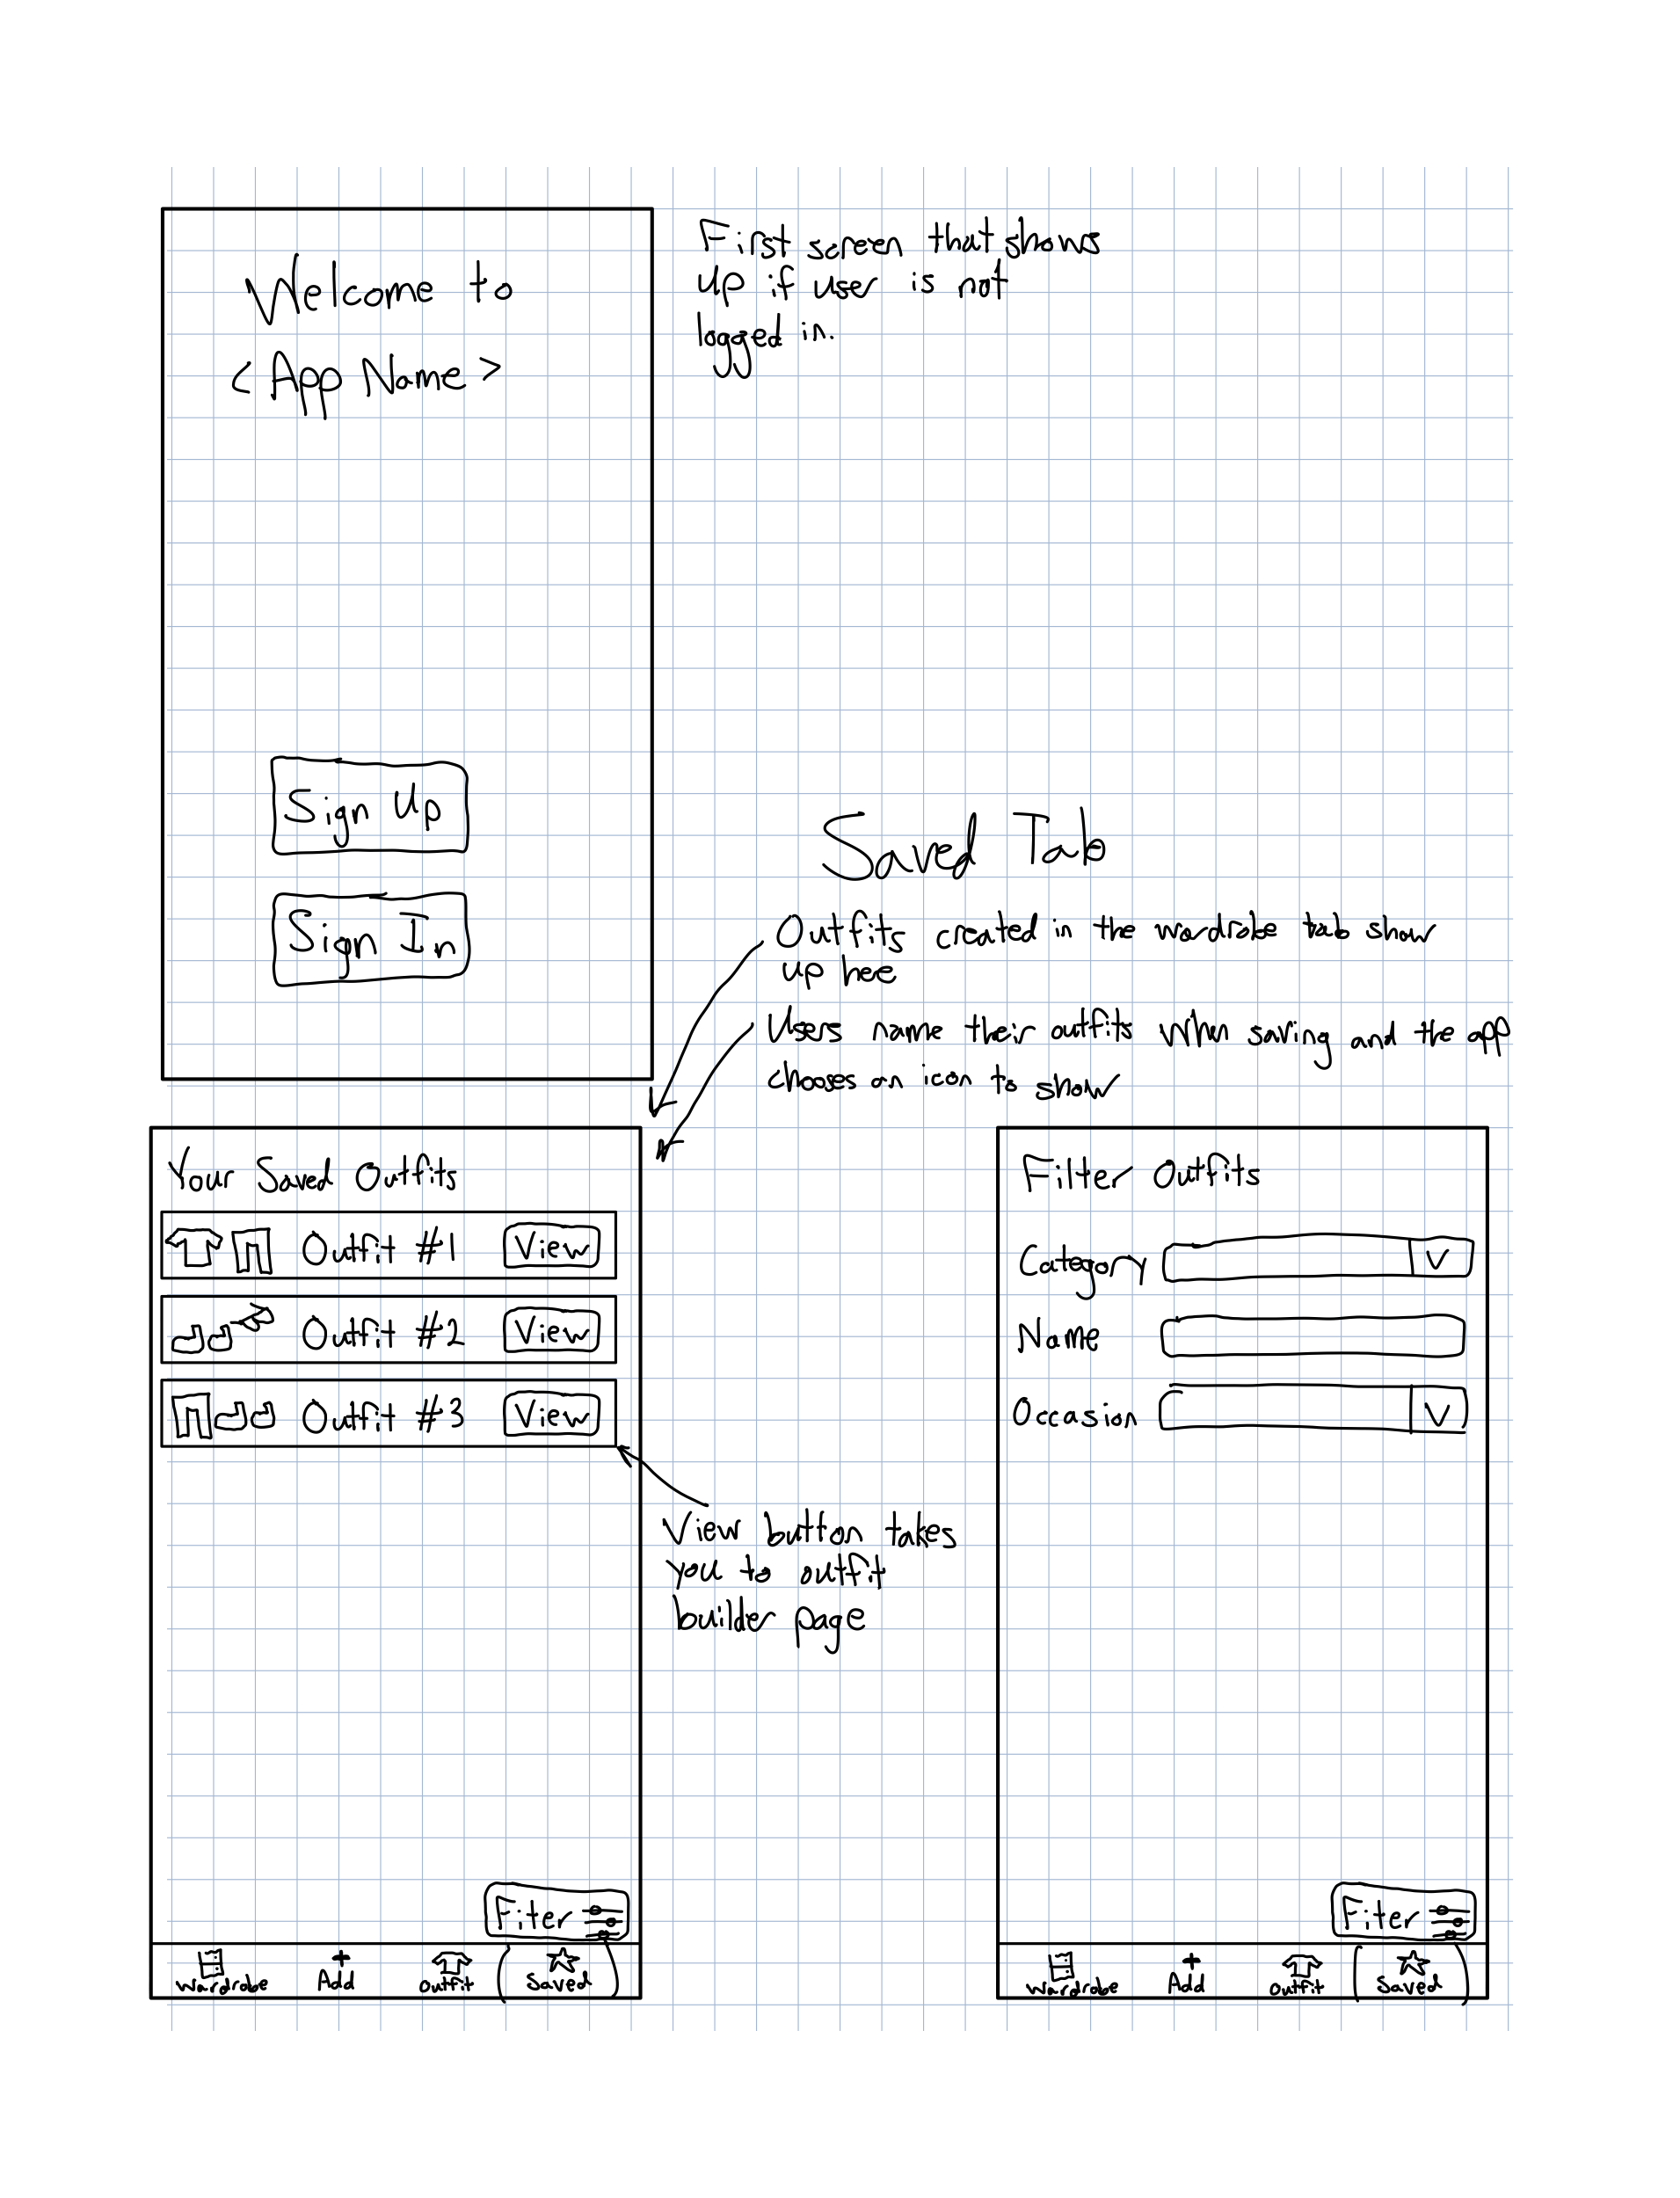 Welcome to
<App Name>
Sign Up
Sign In
First screen that shows
up if user is not
logged in.
Saved Tab
Outfits created in the wardrobe tab show
up hee
Users name their outfits when saving and the app
chooses an icon to show
Your Saved Outfits
Outfit #1 View
Outfit #2 View
Outfit #3 View
View button takes
you to outfit
builder page
Fiter
Wardrobe Add Outfit Saved
Filter Outfits
Category V
Name
Occasion V
Filter
Wardrobe Add Outfit Saved